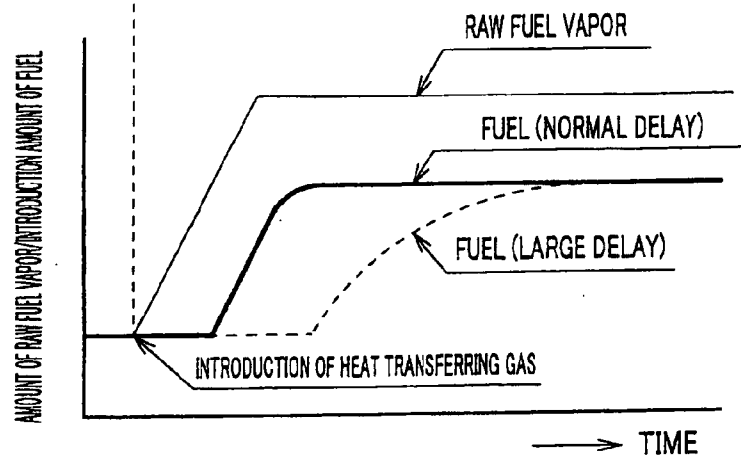 RAW FUEL VAPOR
FUEL (NORMAL DELAY)
FUEL (LARGE DELAY)
INTRODUCTION OF HEAT TRANSFERRING GAS
AMOUNT OF RAW FUEL VAPOR/INTRODUCTION AMOUNT OF FUEL
TIME